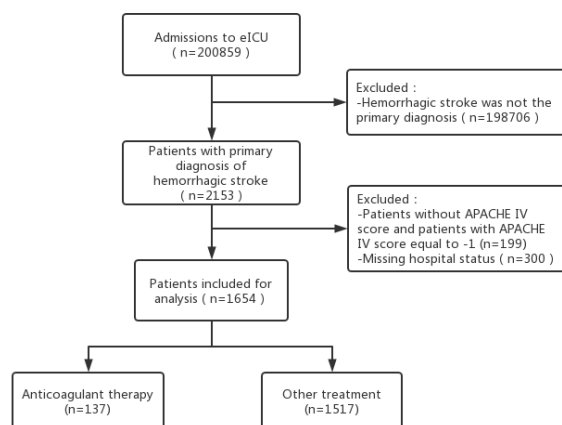 Admissions to eICU
( n=200859 )
Excluded :
-Hemorrhagic stroke was not the
primary diagnosis ( n=198706 )
Patients with primary
diagnosis of
hemorrhagic stroke
( n=2153 )
Excluded :
-Patients without APACHE IV
score and patients with APACHE
IV score equal to -1 (n=199)
-Missing hospital status ( n=300 )
Patients included for
analysis ( n=1654 )
Anticoagulant therapy
(n=137)
Other treatment
(n=1517)